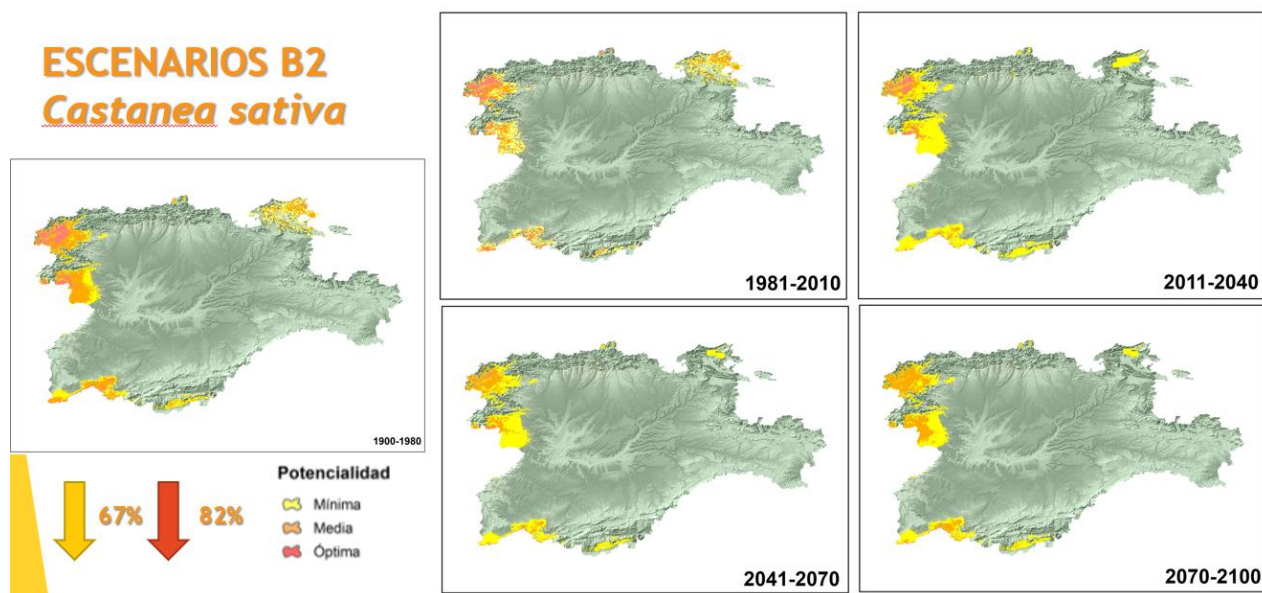 ESCENARIOS B2
Castanea sativa
1900-1980
67%
82%
Potencialidad
Mínima
Media
Óptima
1981-2010
2011-2040
2041-2070
2070-2100